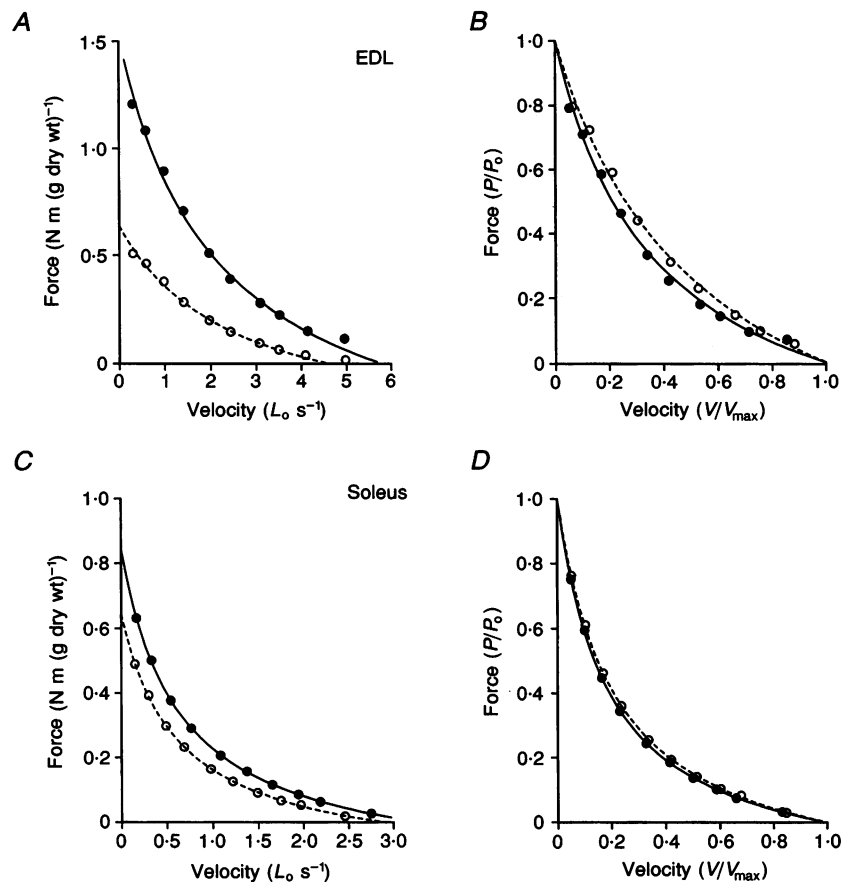 A
EDL
Force (N m (g dry wt)⁻¹)
1·5
1·0
0·5
0
0 1 2 3 4 5 6
Velocity (Lₒ s⁻¹)
B
Force (P/Pₒ)
1·0
0·8
0·6
0·4
0·2
0
0 0·2 0·4 0·6 0·8 1·0
Velocity (V/Vmax)
C
Soleus
Force (N m (g dry wt)⁻¹)
1·0
0·8
0·6
0·4
0·2
0
0 0·5 1·0 1·5 2·0 2·5 3·0
Velocity (Lₒ s⁻¹)
D
Force (P/Pₒ)
1·0
0·8
0·6
0·4
0·2
0
0 0·2 0·4 0·6 0·8 1·0
Velocity (V/Vmax)